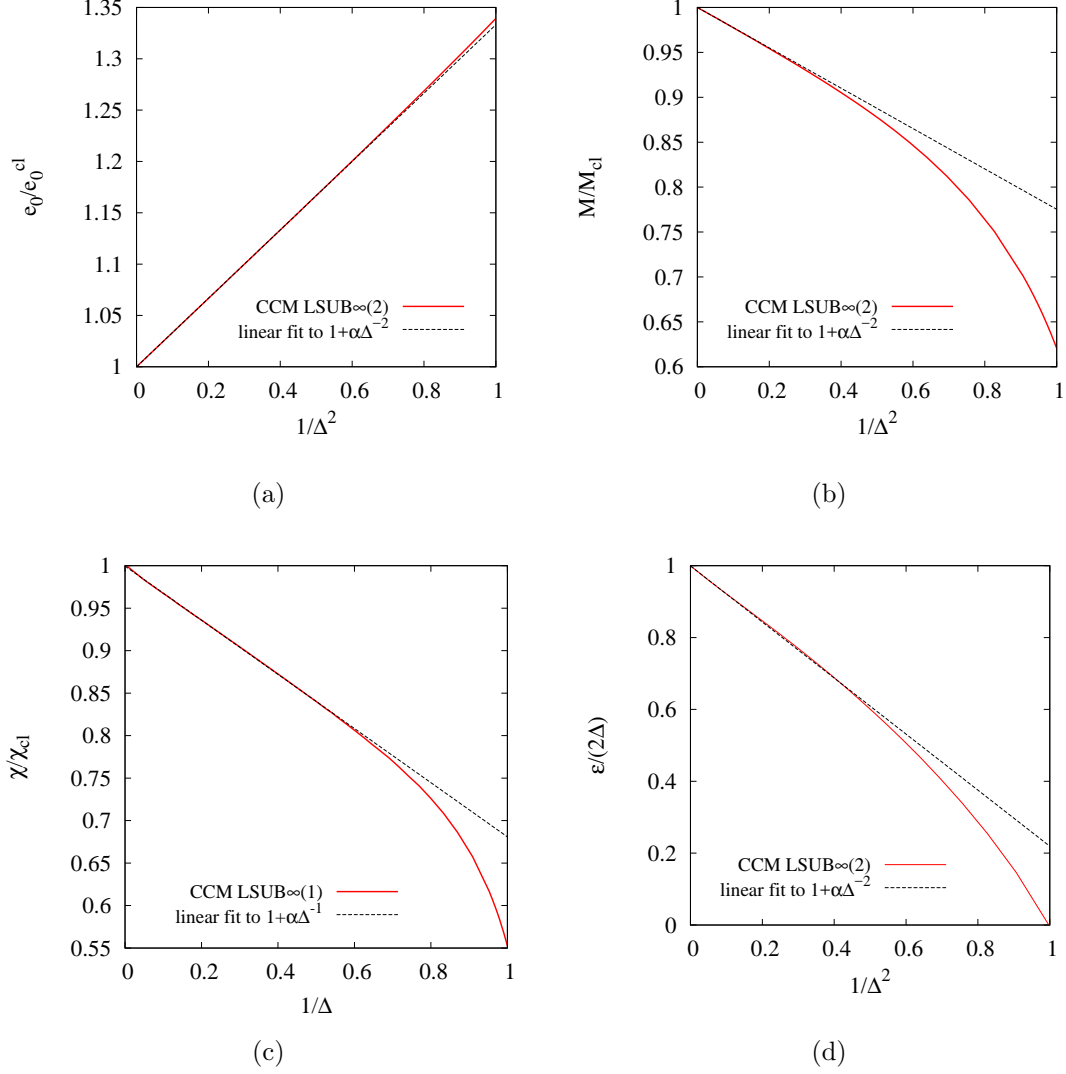 1.35
1.3
1.25
1.2
1.15
1.1
1.05
1
0 0.2 0.4 0.6 0.8 1
e₀/e₀ᶜˡ
1/Δ²
CCM LSUB∞(2)
linear fit to 1+αΔ⁻²
(a)
1
0.95
0.9
0.85
0.8
0.75
0.7
0.65
0.6
0 0.2 0.4 0.6 0.8 1
M/M_cl
1/Δ²
CCM LSUB∞(2)
linear fit to 1+αΔ⁻²
(b)
1
0.95
0.9
0.85
0.8
0.75
0.7
0.65
0.6
0.55
0 0.2 0.4 0.6 0.8 1
χ/χ_cl
1/Δ
CCM LSUB∞(1)
linear fit to 1+αΔ⁻¹
(c)
1
0.8
0.6
0.4
0.2
0
0 0.2 0.4 0.6 0.8 1
ε/(2Δ)
1/Δ²
CCM LSUB∞(2)
linear fit to 1+αΔ⁻²
(d)